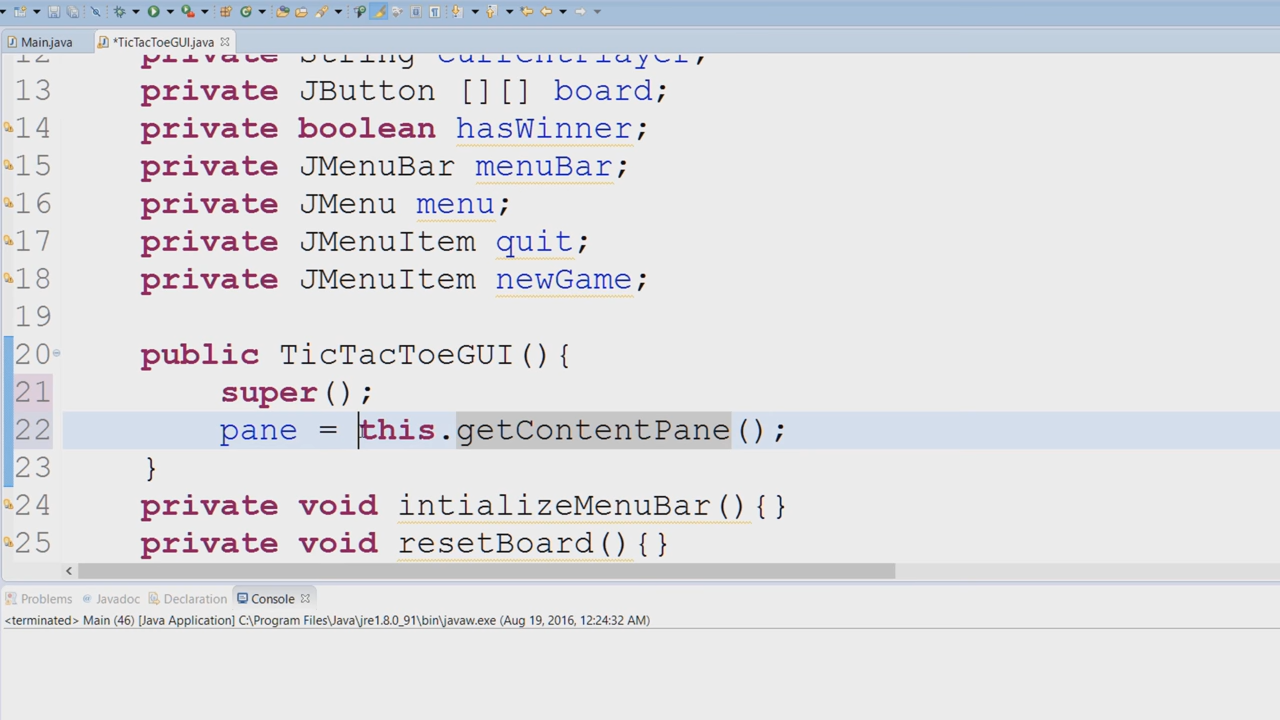 Main.java *TicTacToeGUI.java
12 private String currentPlayer;
13 private JButton [][] board;
14 private boolean hasWinner;
15 private JMenuBar menuBar;
16 private JMenu menu;
17 private JMenuItem quit;
18 private JMenuItem newGame;
19
20 public TicTacToeGUI(){
21 super();
22 pane = this.getContentPane();
23 }
24 private void intializeMenuBar(){}
25 private void resetBoard(){}
Problems Javadoc Declaration Console
<terminated> Main (46) [Java Application] C:\Program Files\Java\jre1.8.0_91\bin\javaw.exe (Aug 19, 2016, 12:24:32 AM)